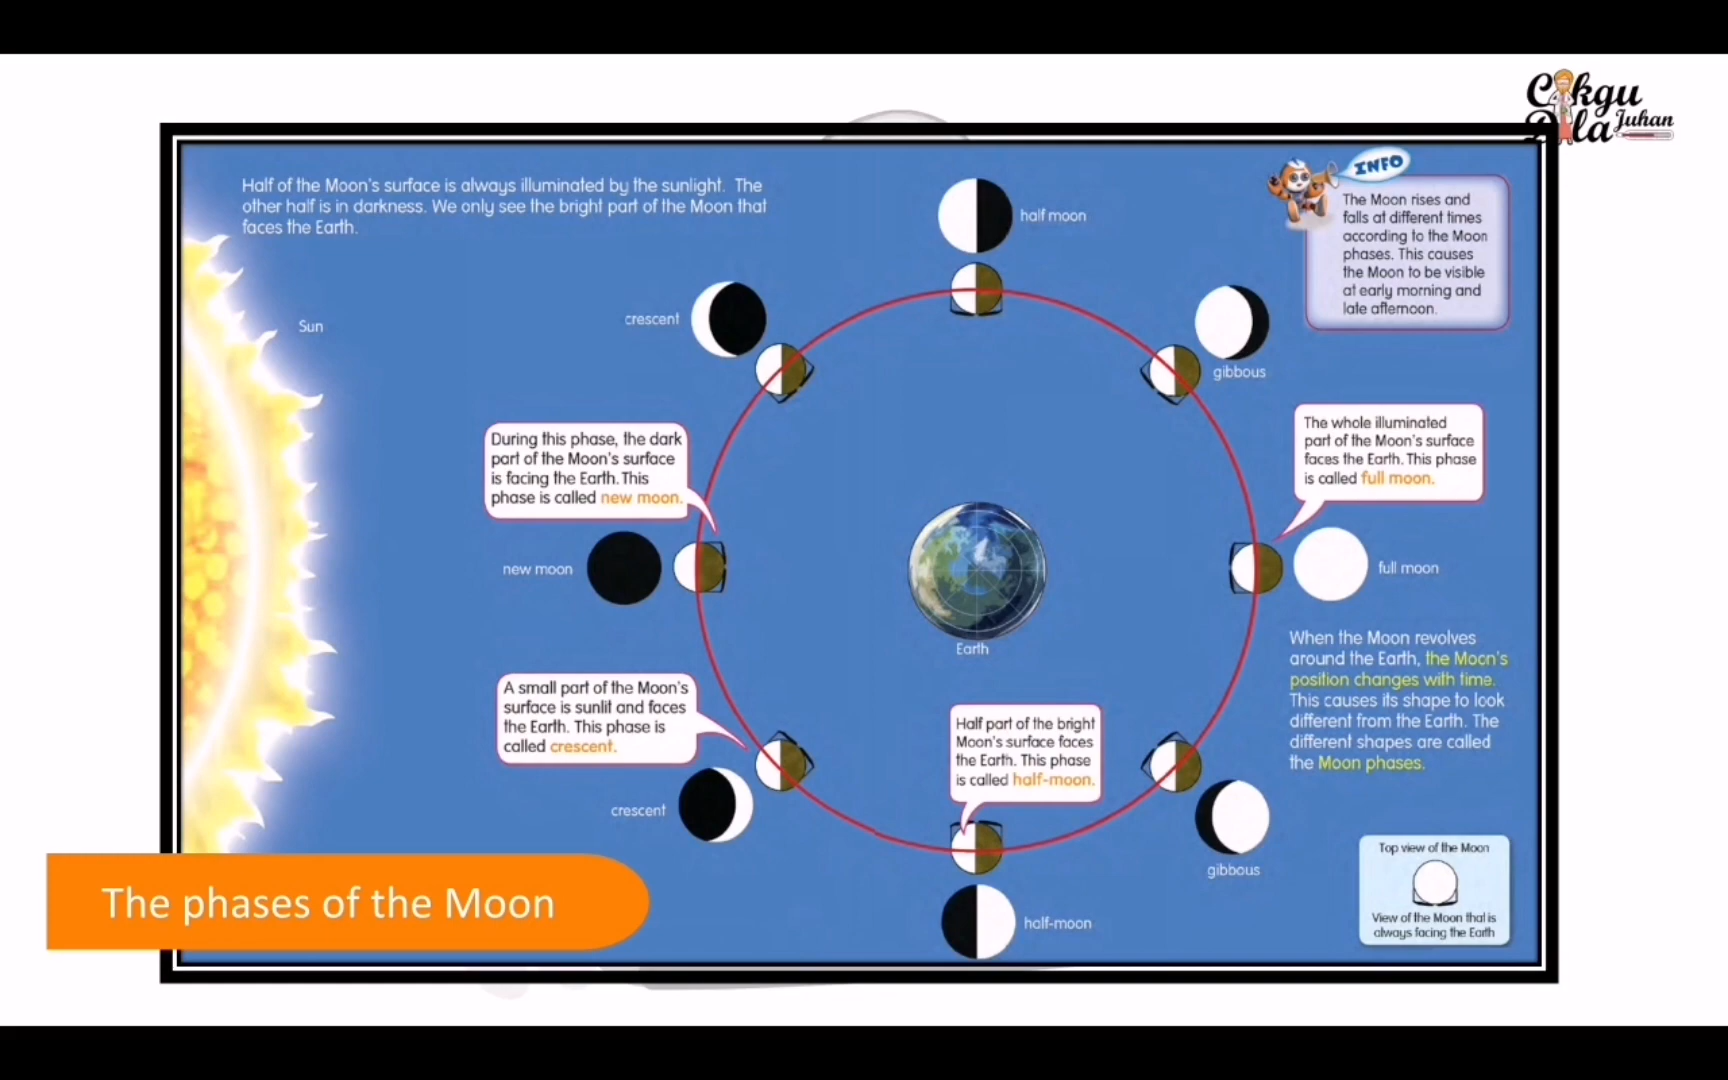 Cikgu
Dila Juhan
Half of the Moon's surface is always illuminated by the sunlight. The
other half is in darkness. We only see the bright part of the Moon that
faces the Earth.
INFO
The Moon rises and
falls at different times
according to the Moon
phases. This causes
the Moon to be visible
at early morning and
late afternoon.
half moon
Sun
crescent
gibbous
During this phase, the dark
part of the Moon's surface
is facing the Earth. This
phase is called new moon.
The whole illuminated
part of the Moon's surface
faces the Earth. This phase
is called full moon.
new moon
full moon
Earth
When the Moon revolves
around the Earth, the Moon's
position changes with time.
This causes its shape to look
different from the Earth. The
different shapes are called
the Moon phases.
A small part of the Moon's
surface is sunlit and faces
the Earth. This phase is
called crescent.
Half part of the bright
Moon's surface faces
the Earth. This phase
is called half-moon.
crescent
gibbous
half-moon
Top view of the Moon
View of the Moon that is
always facing the Earth
The phases of the Moon